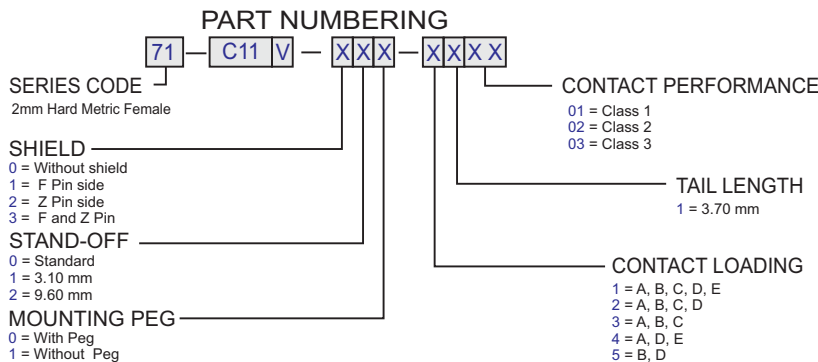 PART NUMBERING
71 — C11 V — X X X — X X X X
SERIES CODE
2mm Hard Metric Female
SHIELD
0 = Without shield
1 = F Pin side
2 = Z Pin side
3 = F and Z Pin
STAND-OFF
0 = Standard
1 = 3.10 mm
2 = 9.60 mm
MOUNTING PEG
0 = With Peg
1 = Without Peg
CONTACT PERFORMANCE
01 = Class 1
02 = Class 2
03 = Class 3
TAIL LENGTH
1 = 3.70 mm
CONTACT LOADING
1 = A, B, C, D, E
2 = A, B, C, D
3 = A, B, C
4 = A, D, E
5 = B, D